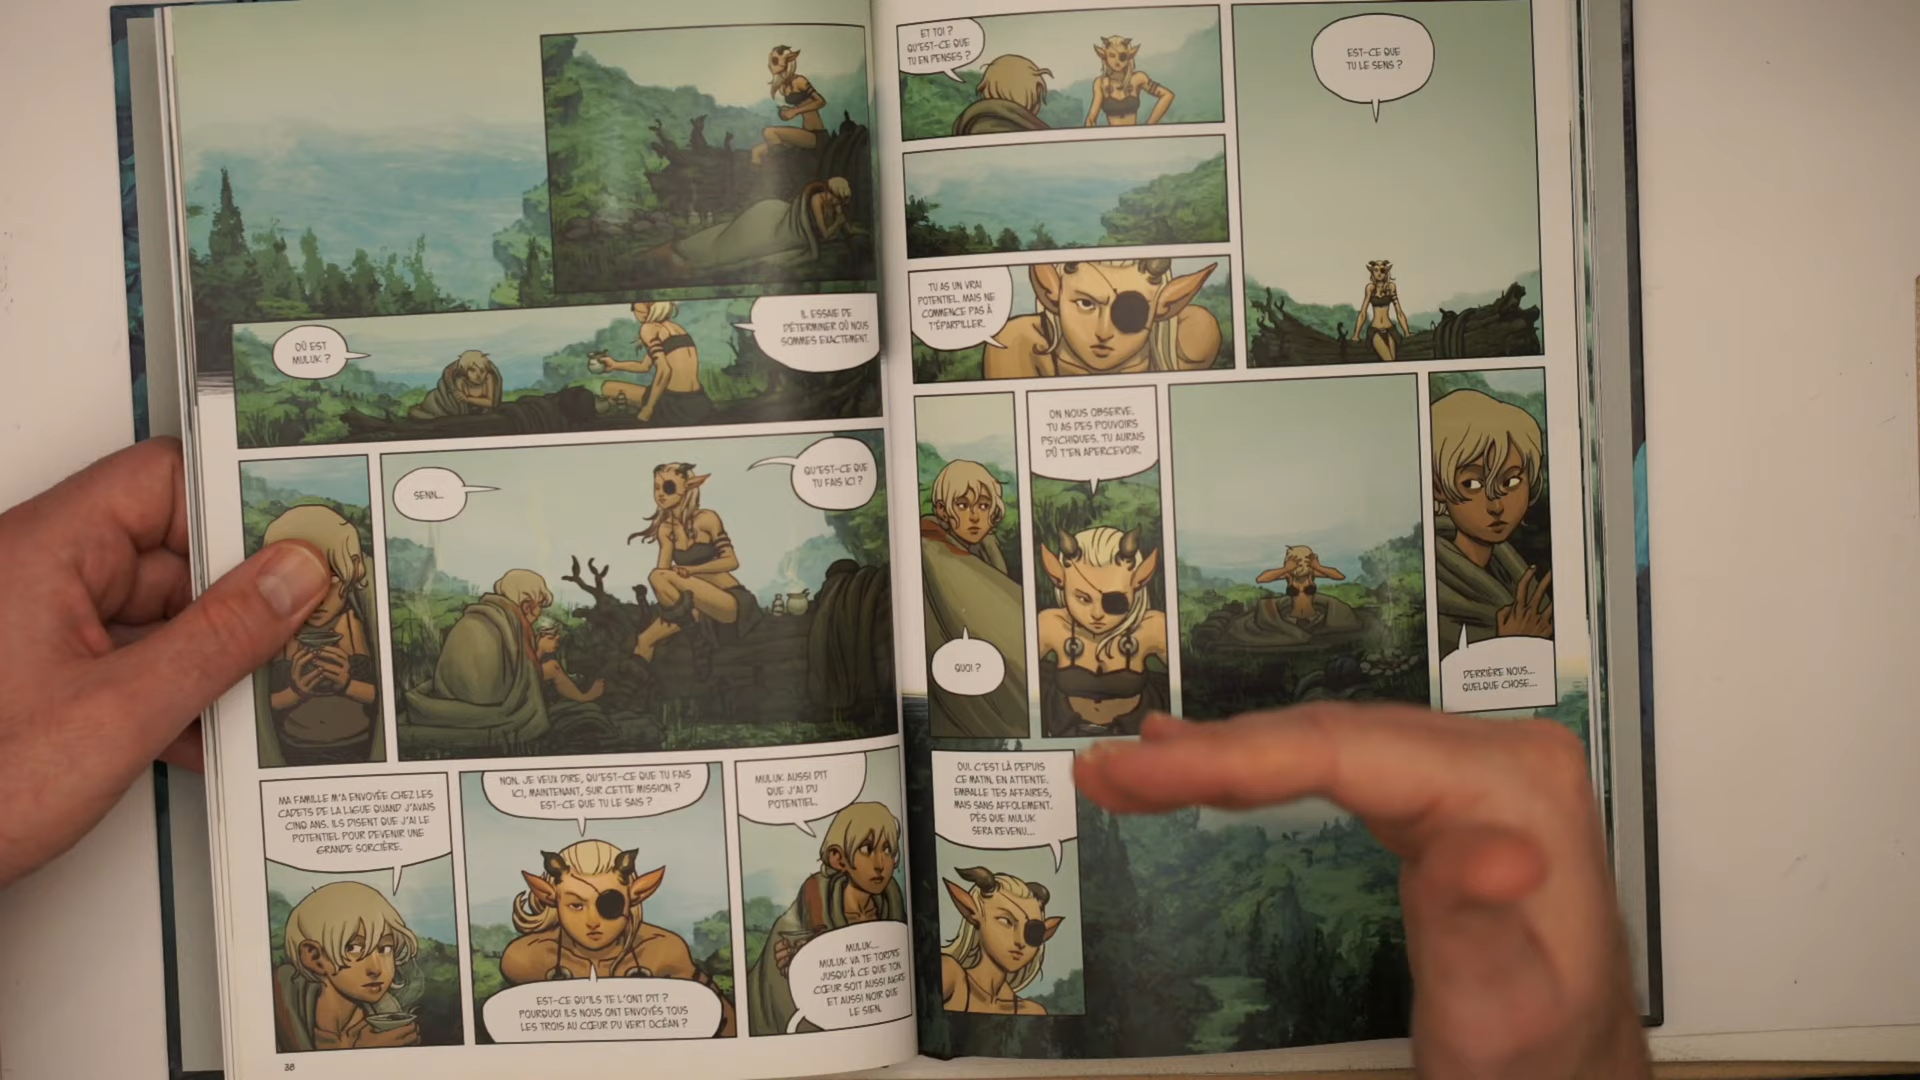 OÙ EST
MULUK ?
IL ESSAIE DE
DÉTERMINER OÙ NOUS
SOMMES EXACTEMENT.
SENN...
QU'EST-CE QUE
TU FAIS ICI ?
MA FAMILLE M'A ENVOYÉE CHEZ LES
CADETS DE LA LIGUE QUAND J'AVAIS
CINQ ANS. ILS DISENT QUE J'AI LE
POTENTIEL POUR DEVENIR UNE
GRANDE SORCIÈRE.
NON. JE VEUX DIRE, QU'EST-CE QUE TU FAIS
ICI, MAINTENANT, SUR CETTE MISSION ?
EST-CE QUE TU LE SAIS ?
EST-CE QU'ILS TE L'ONT DIT ?
POURQUOI ILS NOUS ONT ENVOYÉS TOUS
LES TROIS AU CŒUR DU VERT OCÉAN ?
MULUK AUSSI DIT
QUE J'AI DU
POTENTIEL.
MULUK...
MULUK VA TE TORDRE
JUSQU'À CE QUE TON
CŒUR SOIT AUSSI AIGRE
ET AUSSI NOIR QUE
LE SIEN.
38
ET TOI ?
QU'EST-CE QUE
TU EN PENSES ?
EST-CE QUE
TU LE SENS ?
TU AS UN VRAI
POTENTIEL. MAIS NE
COMMENCE PAS À
T'ÉPARPILLER.
QUOI ?
ON NOUS OBSERVE.
TU AS DES POUVOIRS
PSYCHIQUES. TU AURAIS
DÛ T'EN APERCEVOIR.
DERRIÈRE NOUS...
QUELQUE CHOSE...
OUI. C'EST LÀ DEPUIS
CE MATIN. EN ATTENTE.
EMBALLE TES AFFAIRES,
MAIS SANS AFFOLEMENT.
DÈS QUE MULUK
SERA REVENU...